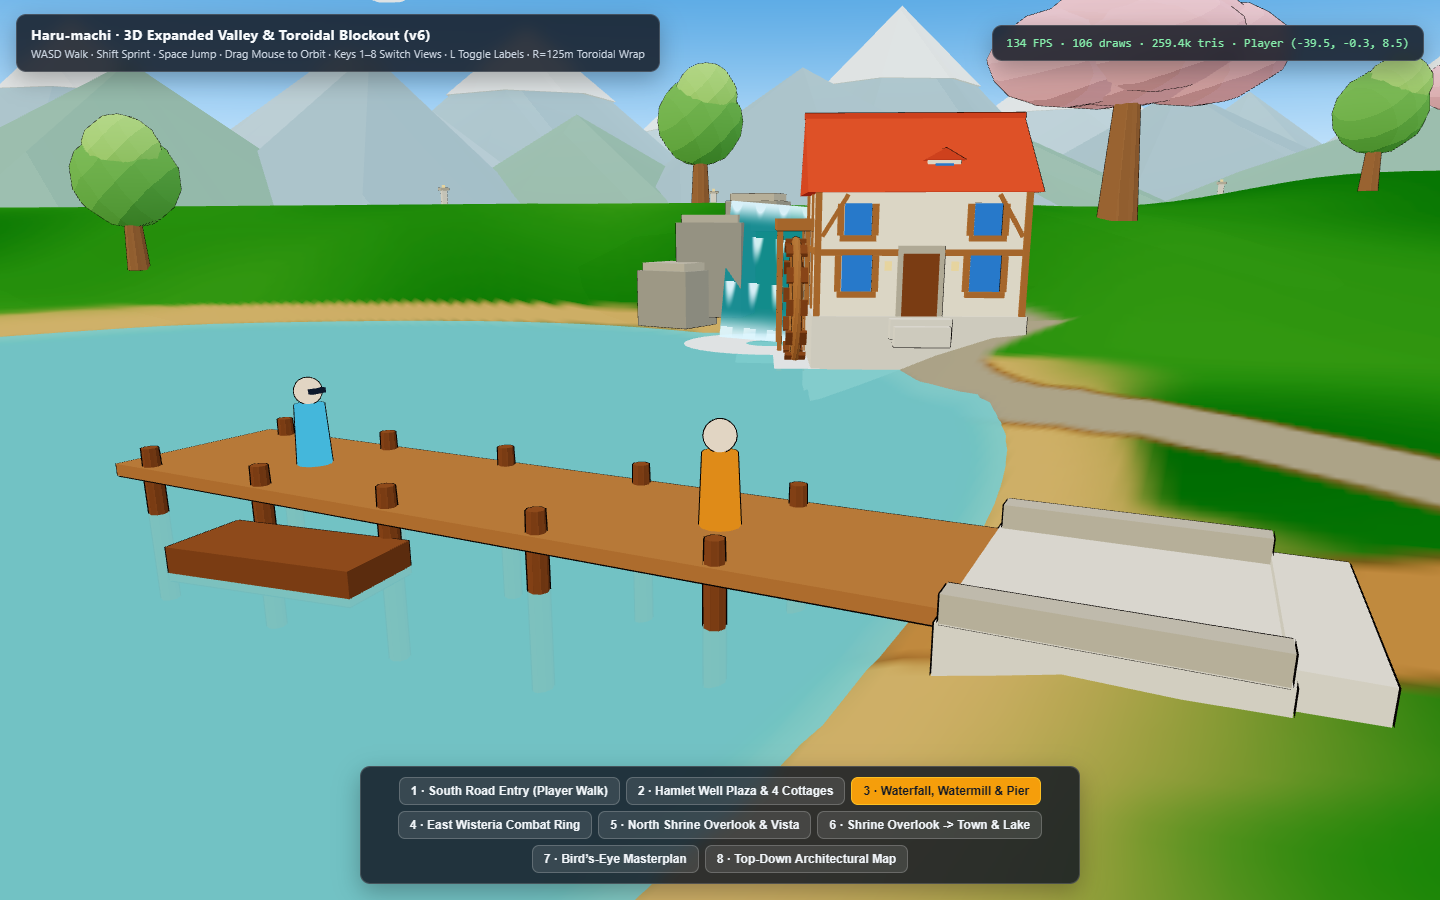 Haru-machi · 3D Expanded Valley & Toroidal Blockout (v6)
WASD Walk · Shift Sprint · Space Jump · Drag Mouse to Orbit · Keys 1–8 Switch Views · L Toggle Labels · R=125m Toroidal Wrap
134 FPS · 106 draws · 259.4k tris · Player (-39.5, -0.3, 8.5)
1 · South Road Entry (Player Walk)
2 · Hamlet Well Plaza & 4 Cottages
3 · Waterfall, Watermill & Pier
4 · East Wisteria Combat Ring
5 · North Shrine Overlook & Vista
6 · Shrine Overlook -> Town & Lake
7 · Bird's-Eye Masterplan
8 · Top-Down Architectural Map